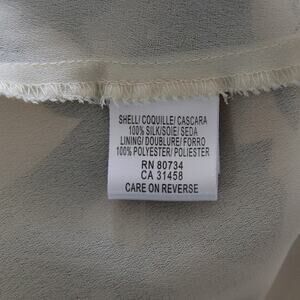 SHELL/ COQUILLE/ CASCARA
100% SILK/SOIE/ SEDA
LINING/ DOUBLURE/ FORRO
100% POLYESTER/ POLIESTER
RN 80734
CA 31458
CARE ON REVERSE